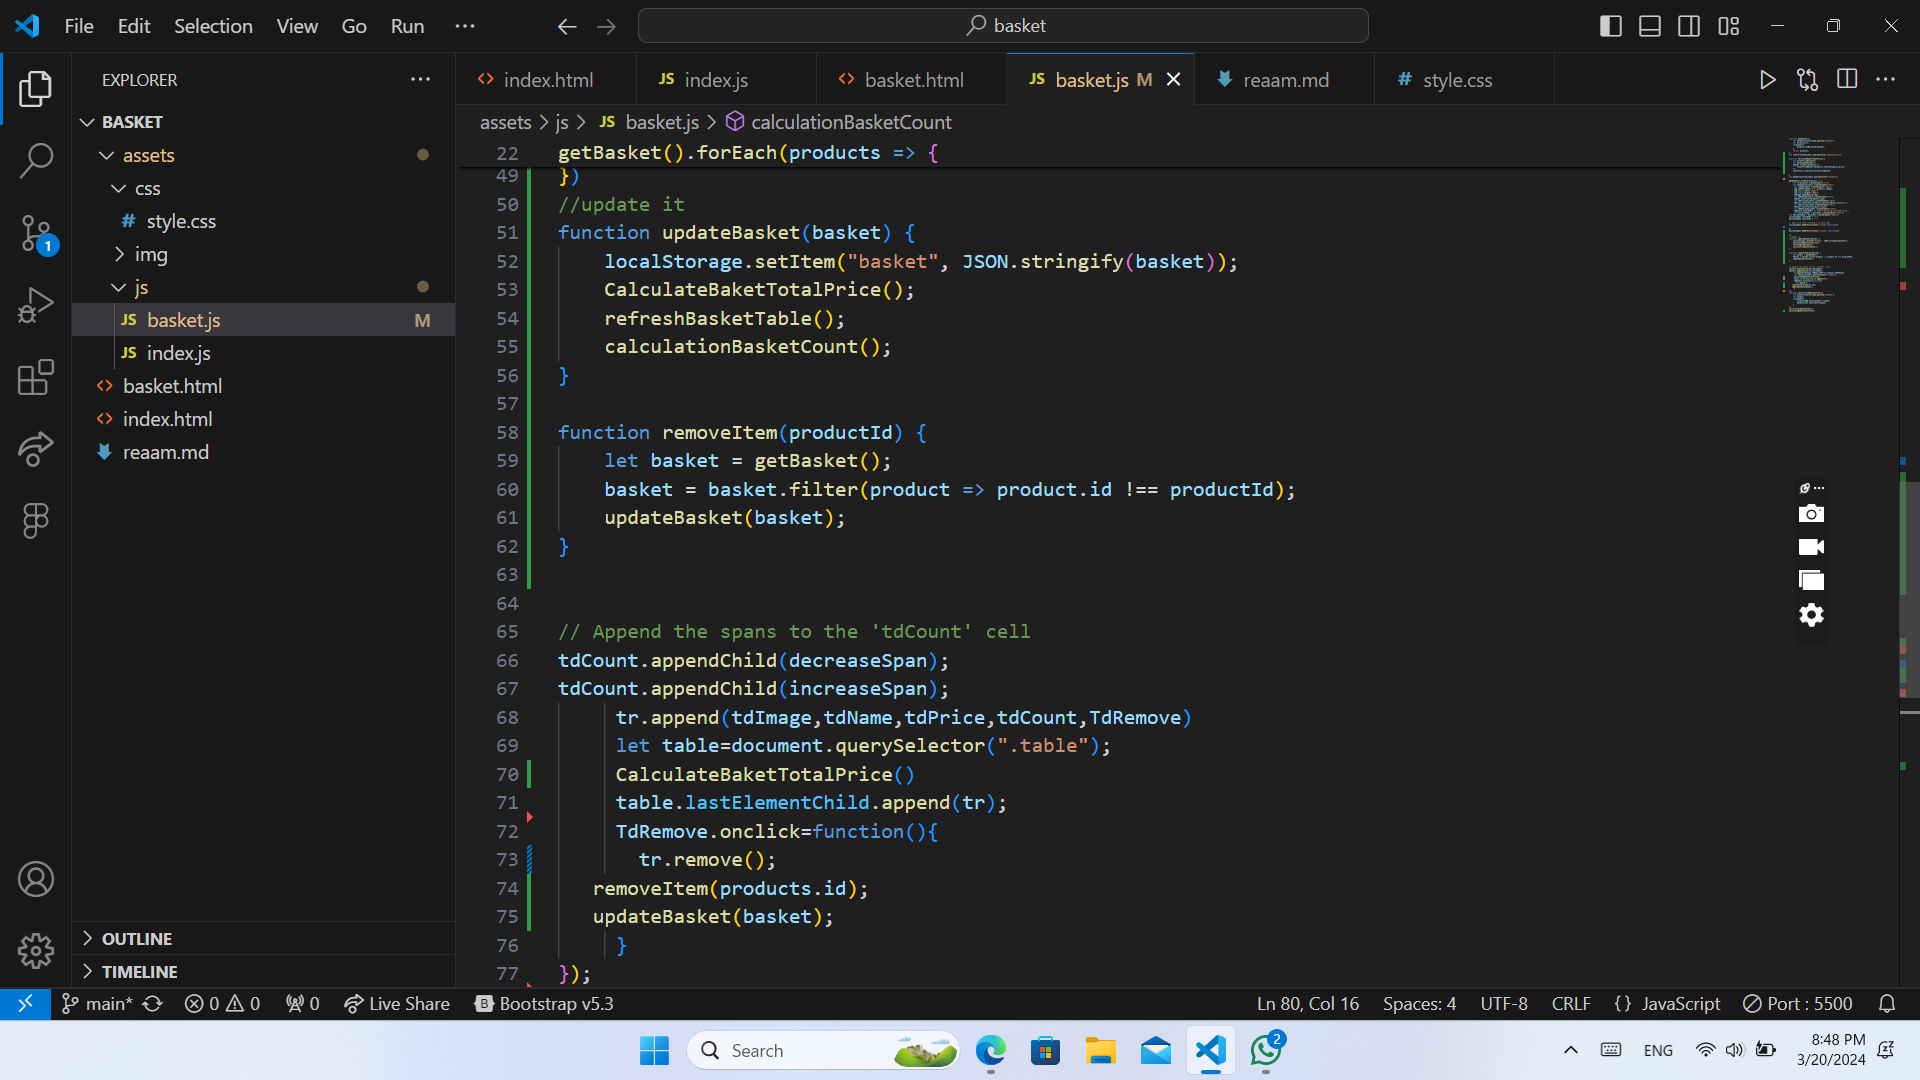 File Edit Selection View Go Run ··· basket
EXPLORER ···
BASKET
assets
css
# style.css
img
js
JS basket.js M
JS index.js
<> basket.html
<> index.html
reaam.md
OUTLINE
TIMELINE
1
<> index.html JS index.js <> basket.html JS basket.js M reaam.md # style.css
assets > js > JS basket.js > calculationBasketCount
22 getBasket().forEach(products => {
49 })
50 //update it
51 function updateBasket(basket) {
52 localStorage.setItem("basket", JSON.stringify(basket));
53 CalculateBaketTotalPrice();
54 refreshBasketTable();
55 calculationBasketCount();
56 }
57
58 function removeItem(productId) {
59 let basket = getBasket();
60 basket = basket.filter(product => product.id !== productId);
61 updateBasket(basket);
62 }
63
64
65 // Append the spans to the 'tdCount' cell
66 tdCount.appendChild(decreaseSpan);
67 tdCount.appendChild(increaseSpan);
68 tr.append(tdImage,tdName,tdPrice,tdCount,TdRemove)
69 let table=document.querySelector(".table");
70 CalculateBaketTotalPrice()
71 table.lastElementChild.append(tr);
72 TdRemove.onclick=function(){
73 tr.remove();
74 removeItem(products.id);
75 updateBasket(basket);
76 }
77 });
main* 0 0 0 Live Share B Bootstrap v5.3 Ln 80, Col 16 Spaces: 4 UTF-8 CRLF {} JavaScript Port : 5500
Search 2 ENG 8:48 PM
3/20/2024